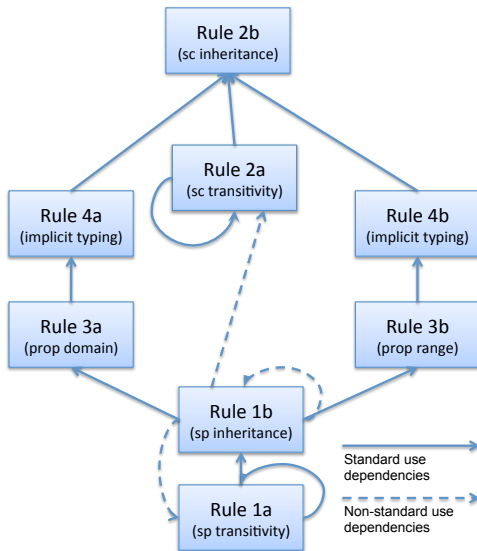 Rule 2b
(sc inheritance)
Rule 2a
(sc transitivity)
Rule 4a
(implicit typing)
Rule 4b
(implicit typing)
Rule 3a
(prop domain)
Rule 3b
(prop range)
Rule 1b
(sp inheritance)
Rule 1a
(sp transitivity)
Standard use
dependencies
Non-standard use
dependencies